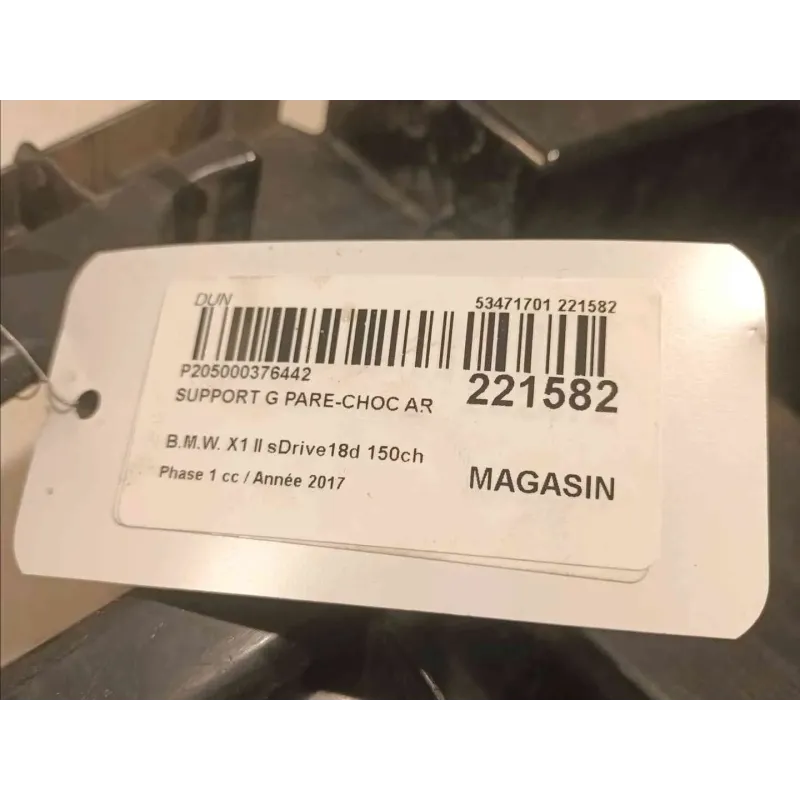 DUN
53471701 221582
P205000376442
221582
SUPPORT G PARE-CHOC AR
B.M.W. X1 II sDrive18d 150ch
Phase 1 cc / Année 2017
MAGASIN